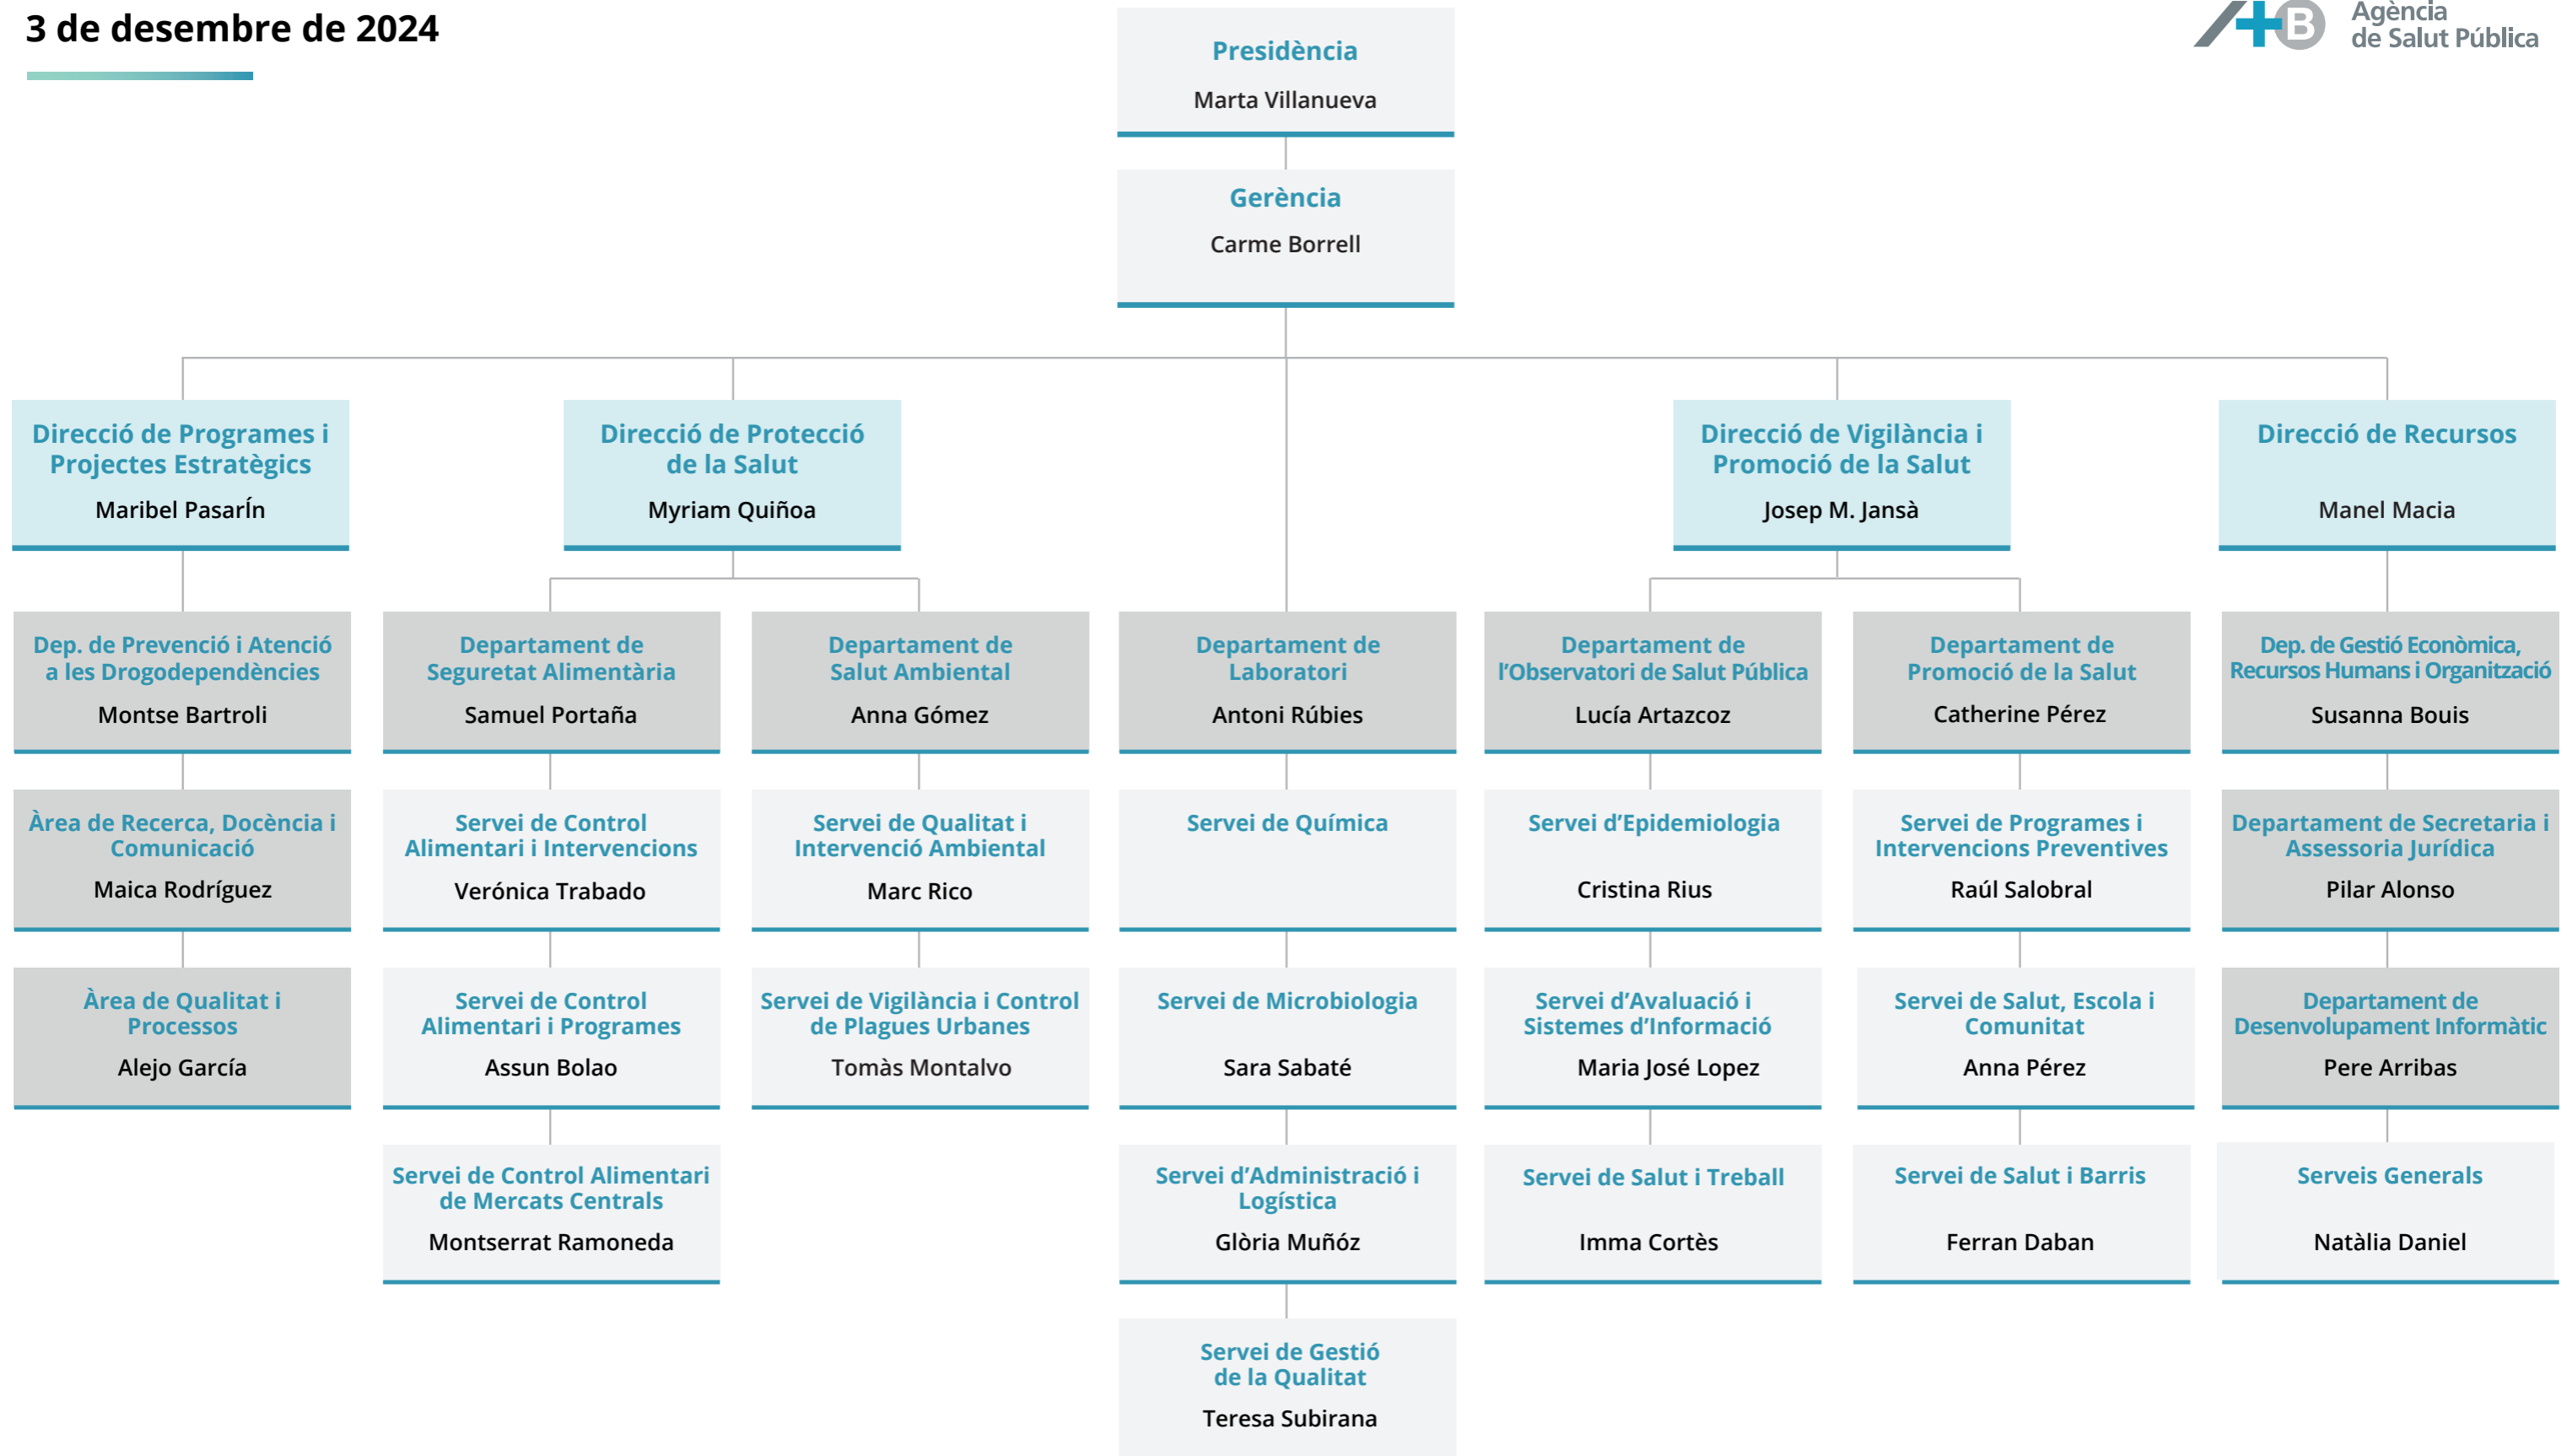 3 de desembre de 2024
Agència
de Salut Pública
B
Presidència
Marta Villanueva
Gerència
Carme Borrell
Direcció de Programes i
Projectes Estratègics
Maribel PasarÍn
Direcció de Protecció
de la Salut
Myriam Quiñoa
Direcció de Vigilància i
Promoció de la Salut
Josep M. Jansà
Direcció de Recursos
Manel Macia
Dep. de Prevenció i Atenció
a les Drogodependències
Montse Bartroli
Departament de
Seguretat Alimentària
Samuel Portaña
Departament de
Salut Ambiental
Anna Gómez
Departament de
Laboratori
Antoni Rúbies
Departament de
l’Observatori de Salut Pública
Lucía Artazcoz
Departament de
Promoció de la Salut
Catherine Pérez
Dep. de Gestió Econòmica,
Recursos Humans i Organització
Susanna Bouis
Àrea de Recerca, Docència i
Comunicació
Maica Rodríguez
Servei de Control
Alimentari i Intervencions
Verónica Trabado
Servei de Qualitat i
Intervenció Ambiental
Marc Rico
Servei de Química
Servei d’Epidemiologia
Cristina Rius
Servei de Programes i
Intervencions Preventives
Raúl Salobral
Departament de Secretaria i
Assessoria Jurídica
Pilar Alonso
Àrea de Qualitat i
Processos
Alejo García
Servei de Control
Alimentari i Programes
Assun Bolao
Servei de Vigilància i Control
de Plagues Urbanes
Tomàs Montalvo
Servei de Microbiologia
Sara Sabaté
Servei d’Avaluació i
Sistemes d’Informació
Maria José Lopez
Servei de Salut, Escola i
Comunitat
Anna Pérez
Departament de
Desenvolupament Informàtic
Pere Arribas
Servei de Control Alimentari
de Mercats Centrals
Montserrat Ramoneda
Servei d’Administració i
Logística
Glòria Muñóz
Servei de Salut i Treball
Imma Cortès
Servei de Salut i Barris
Ferran Daban
Serveis Generals
Natàlia Daniel
Servei de Gestió
de la Qualitat
Teresa Subirana